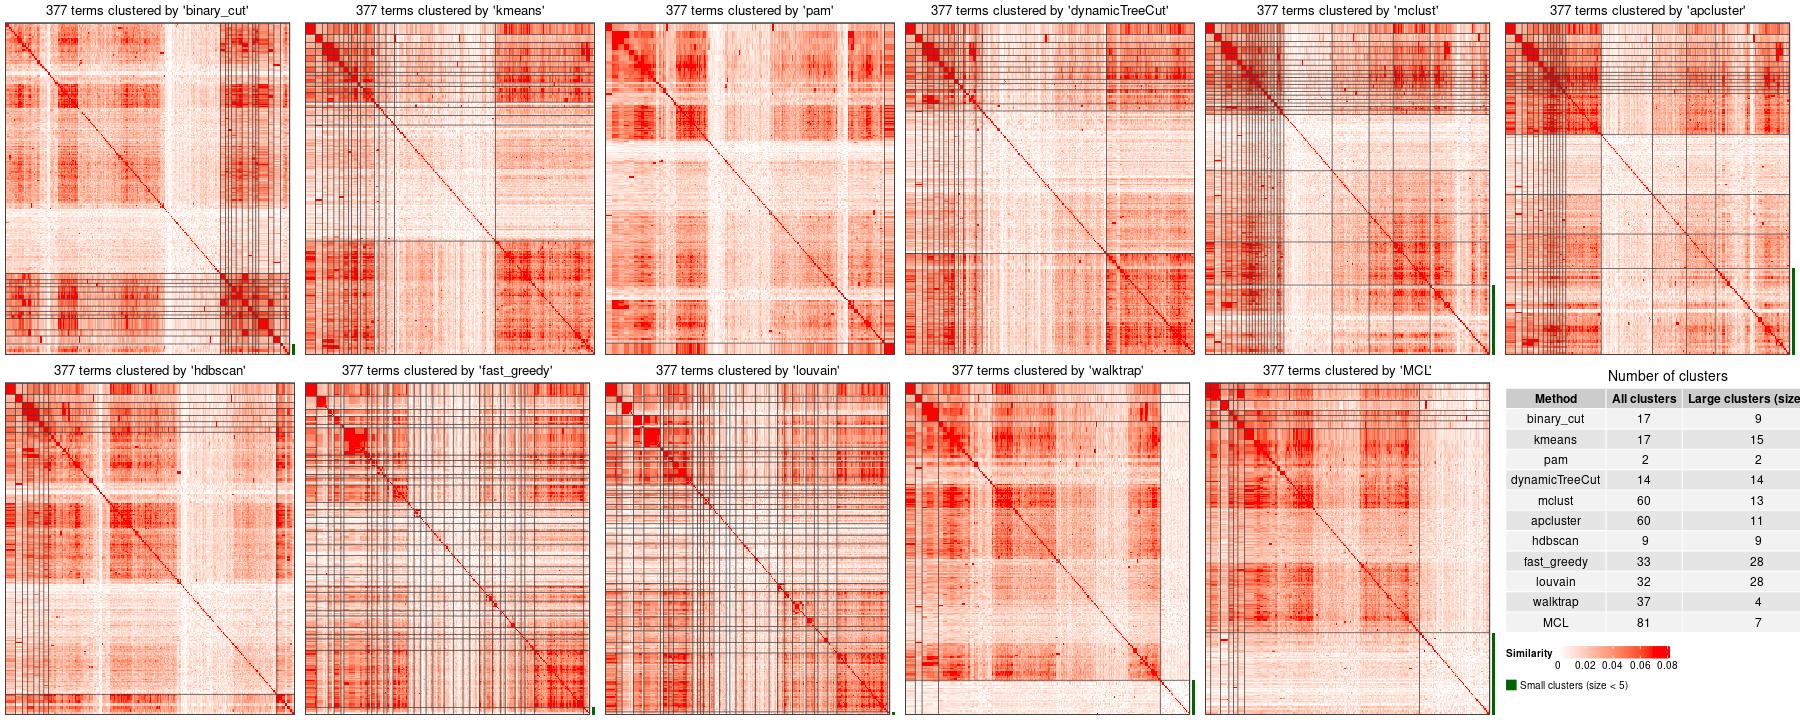 377 terms clustered by 'binary_cut'
377 terms clustered by 'kmeans'
377 terms clustered by 'pam'
377 terms clustered by 'dynamicTreeCut'
377 terms clustered by 'mclust'
377 terms clustered by 'apcluster'
377 terms clustered by 'hdbscan'
377 terms clustered by 'fast_greedy'
377 terms clustered by 'louvain'
377 terms clustered by 'walktrap'
377 terms clustered by 'MCL'
Number of clusters
Method All clusters Large clusters (size
binary_cut 17 9
kmeans 17 15
pam 2 2
dynamicTreeCut 14 14
mclust 60 13
apcluster 60 11
hdbscan 9 9
fast_greedy 33 28
louvain 32 28
walktrap 37 4
MCL 81 7
Similarity
0 0.02 0.04 0.06 0.08
Small clusters (size < 5)